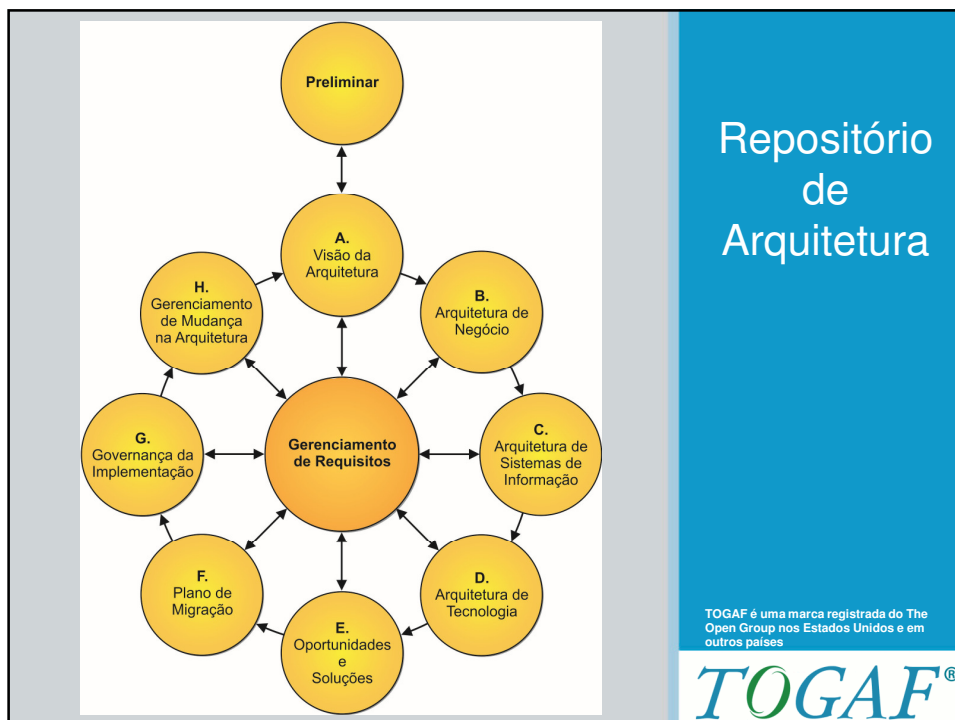 Preliminar
A.
Visão da
Arquitetura
B.
Arquitetura de
Negócio
C.
Arquitetura de
Sistemas de
Informação
D.
Arquitetura de
Tecnologia
E.
Oportunidades
e
Soluções
F.
Plano de
Migração
G.
Governança da
Implementação
H.
Gerenciamento
de Mudança
na Arquitetura
Gerenciamento
de Requisitos
Repositório
de
Arquitetura
TOGAF é uma marca registrada do The
Open Group nos Estados Unidos e em
outros países
TOGAF®